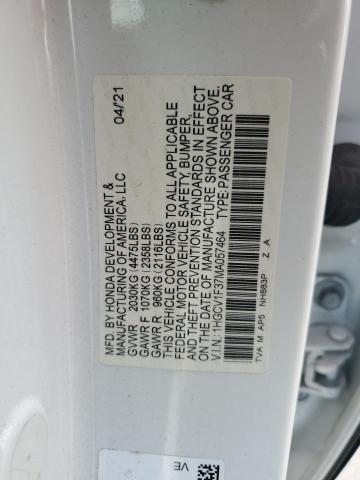 MFD. BY HONDA DEVELOPMENT & 04/21
MANUFACTURING OF AMERICA, LLC
GVWR 2030KG (4475LBS)
GAWR F 1070KG (2358LBS)
GAWR R 960KG (2116LBS)
THIS VEHICLE CONFORMS TO ALL APPLICABLE
FEDERAL MOTOR VEHICLE SAFETY, BUMPER,
AND THEFT PREVENTION STANDARDS IN EFFECT
ON THE DATE OF MANUFACTURE SHOWN ABOVE.
V.I.N.:1HGCV1F37MA057464 TYPE:PASSENGER CAR
TVA M AP5 NH883P Z A
VE